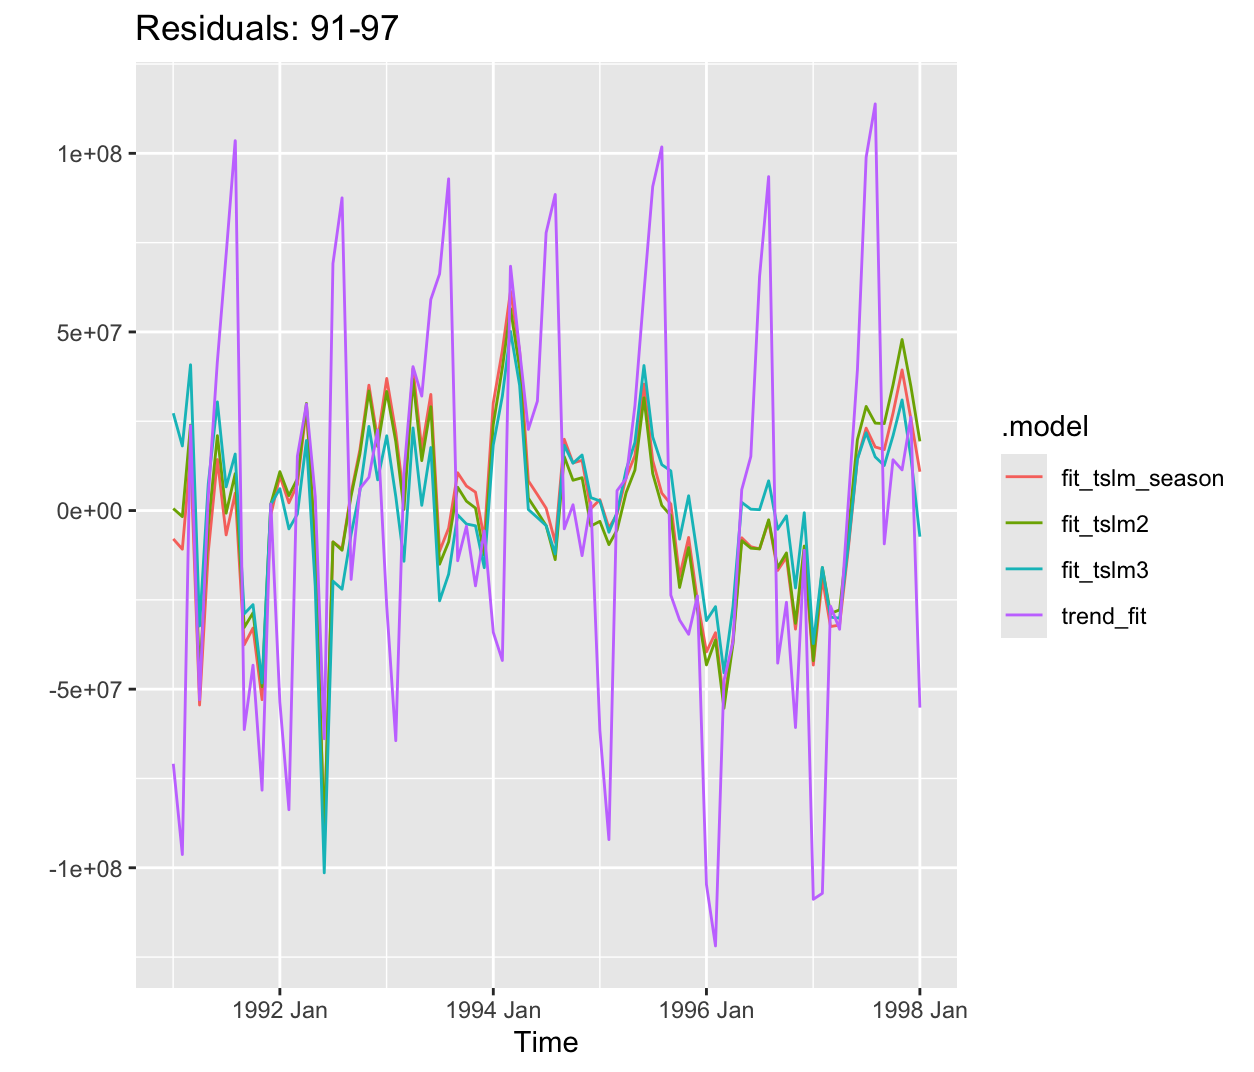 Residuals: 91-97
1e+08
5e+07
0e+00
-5e+07
-1e+08
1992 Jan
1994 Jan
1996 Jan
1998 Jan
Time
.model
fit_tslm_season
fit_tslm2
fit_tslm3
trend_fit